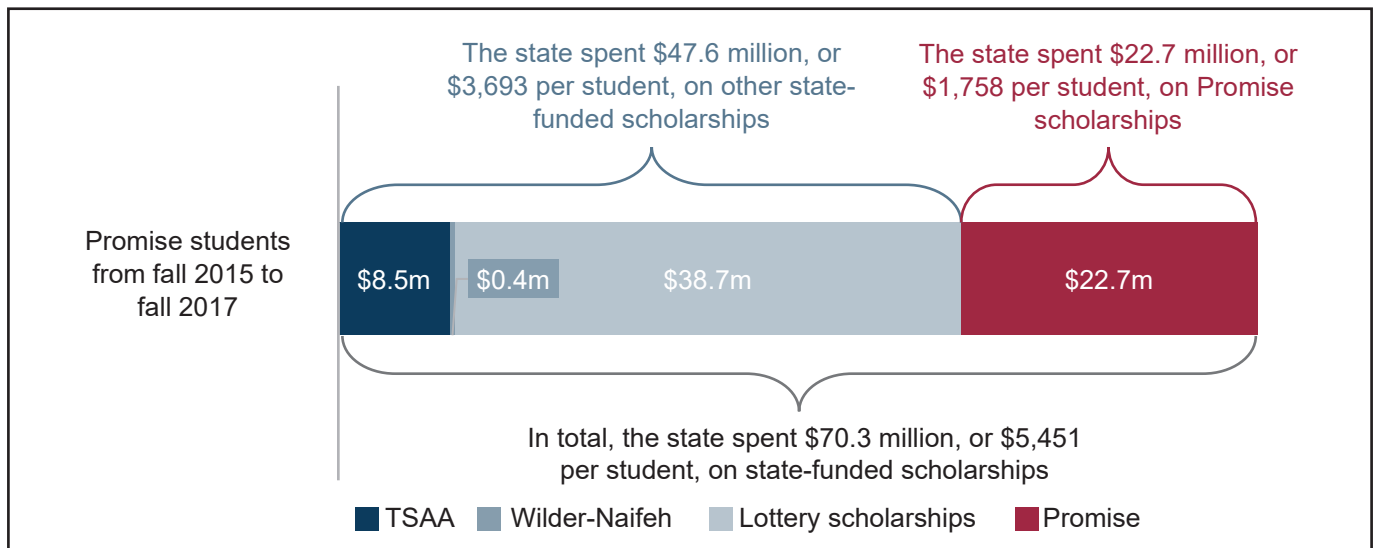 The state spent $47.6 million, or
$3,693 per student, on other state-
funded scholarships
The state spent $22.7 million, or
$1,758 per student, on Promise
scholarships
Promise students
from fall 2015 to
fall 2017
$8.5m
$0.4m
$38.7m
$22.7m
In total, the state spent $70.3 million, or $5,451
per student, on state-funded scholarships
TSAA
Wilder-Naifeh
Lottery scholarships
Promise